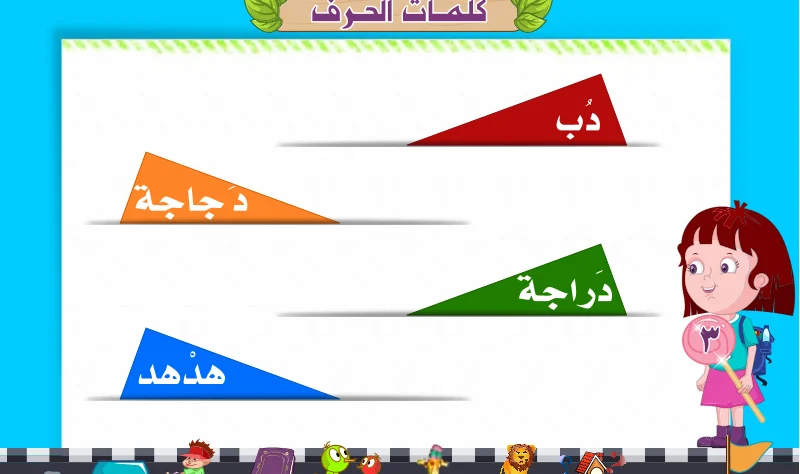 كلمات الحرف
دُب
دَجاجة
دَراجة
هدْهد
٣